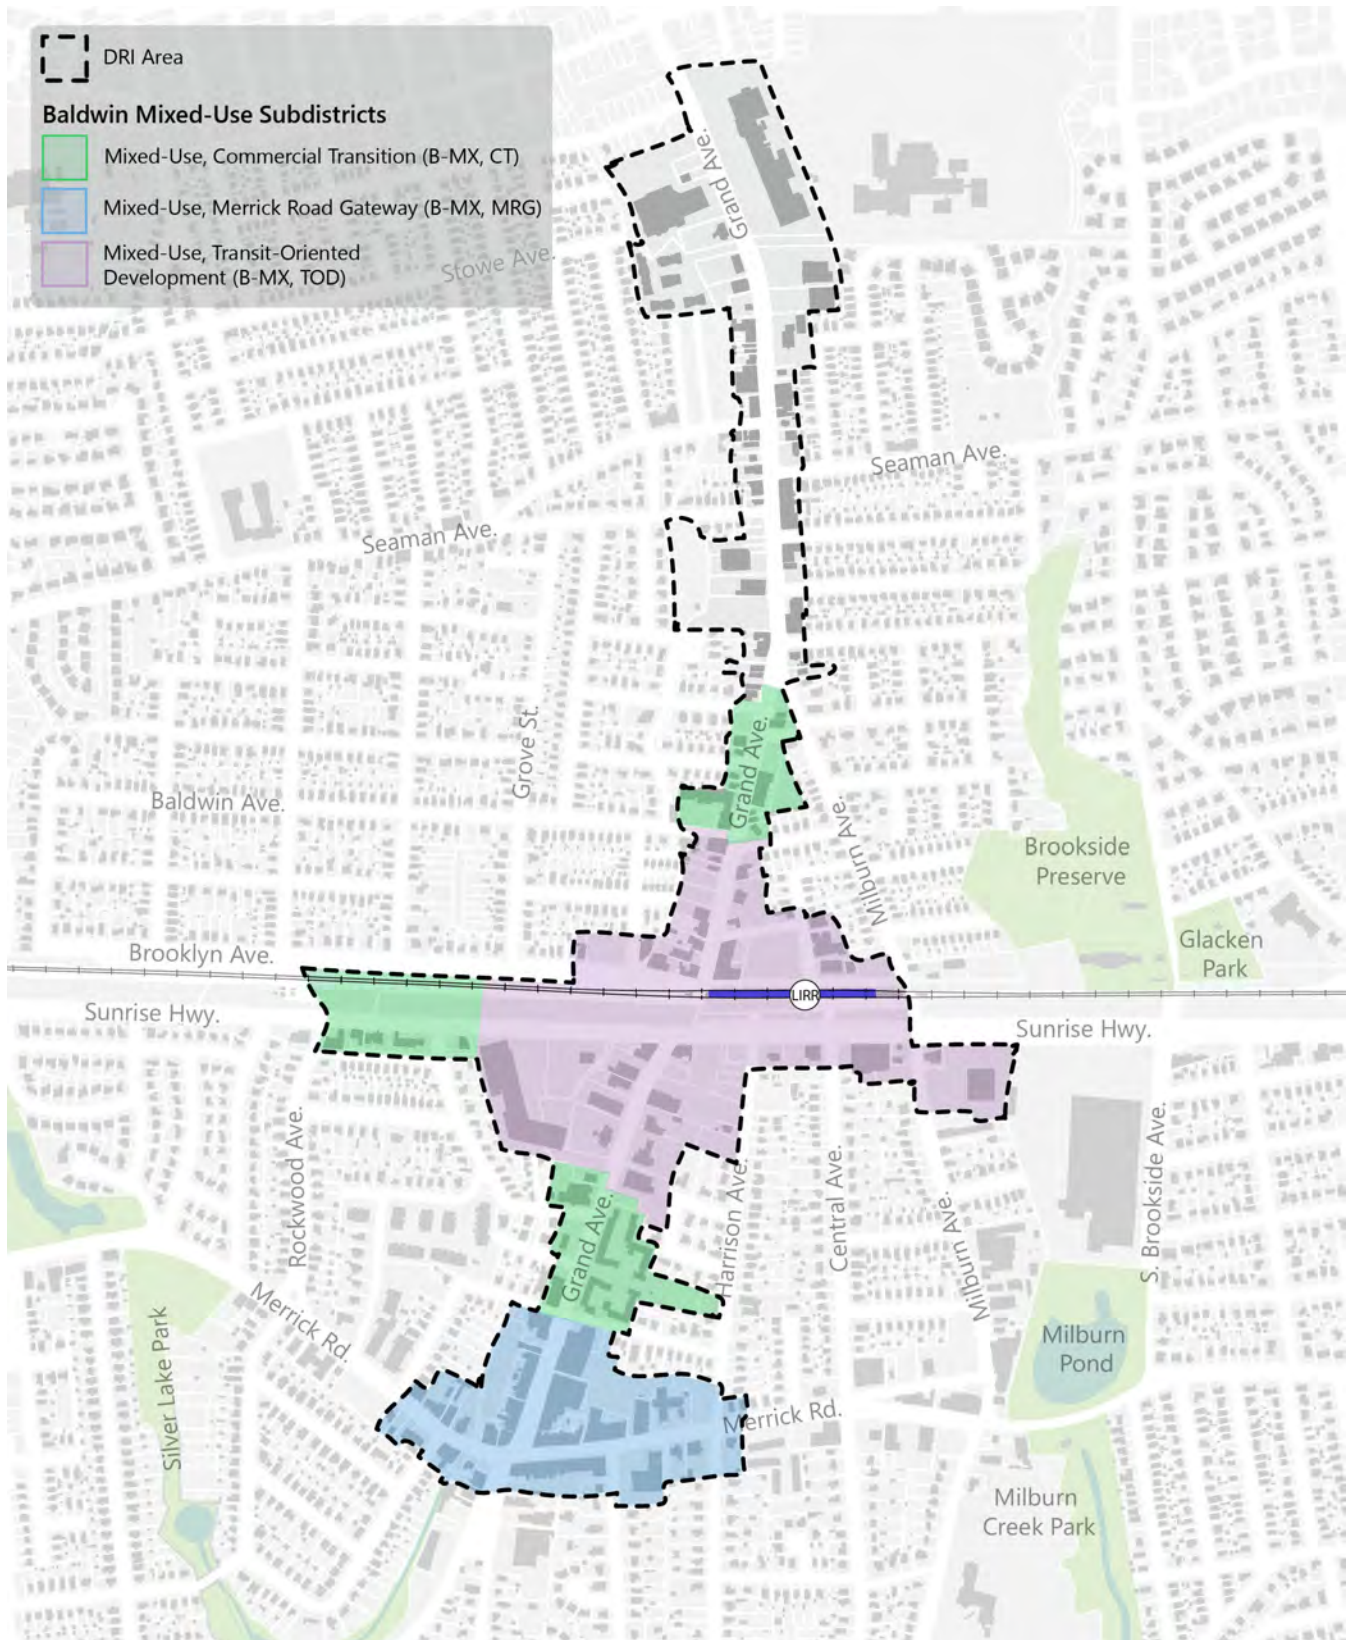 DRI Area
Baldwin Mixed-Use Subdistricts
Mixed-Use, Commercial Transition (B-MX, CT)
Mixed-Use, Merrick Road Gateway (B-MX, MRG)
Mixed-Use, Transit-Oriented
Development (B-MX, TOD)
Grand Ave.
Stowe Ave.
Seaman Ave.
Seaman Ave.
Grove St.
Grand Ave.
Baldwin Ave.
Milburn Ave.
Brookside
Preserve
Glacken
Park
Brooklyn Ave.
LIRR
Sunrise Hwy.
Sunrise Hwy.
Rockwood Ave.
Harrison Ave.
Central Ave.
Milburn Ave.
S. Brookside Ave.
Grand Ave.
Merrick Rd.
Silver Lake Park
Milburn
Pond
Merrick Rd.
Milburn
Creek Park